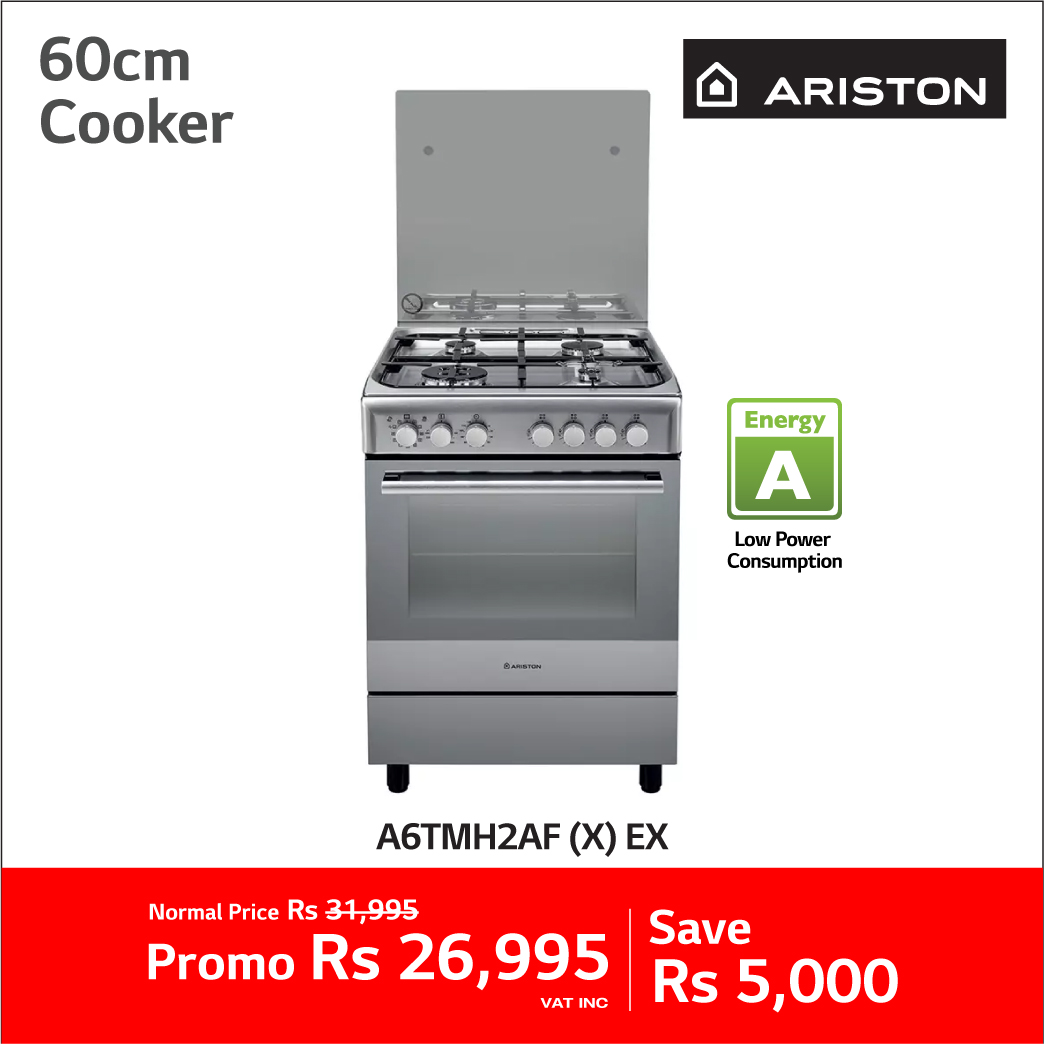 60cm
Cooker
ARISTON
Energy
A
Low Power
Consumption
ARISTON
A6TMH2AF (X) EX
Normal Price Rs 31,995
Promo Rs 26,995
VAT INC
Save
Rs 5,000